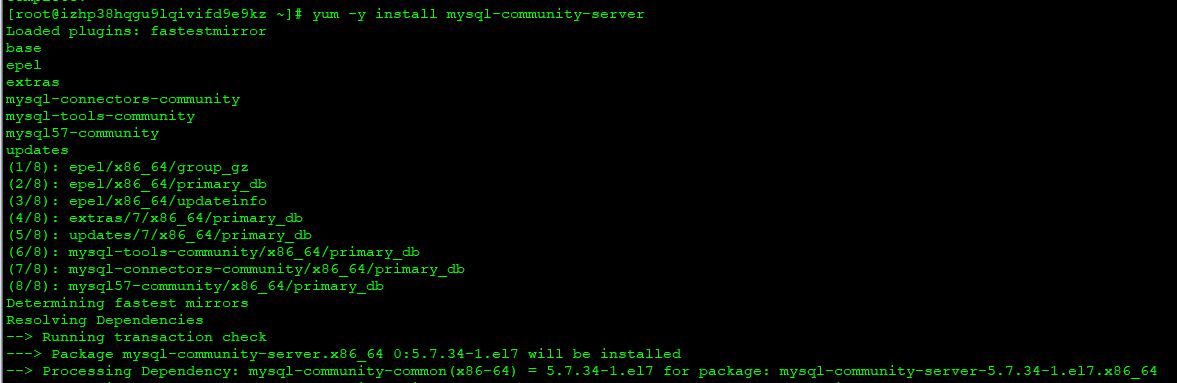 [root@izhp38hqgu9lqivifd9e9kz ~]# yum -y install mysql-community-server
Loaded plugins: fastestmirror
base
epel
extras
mysql-connectors-community
mysql-tools-community
mysql57-community
updates
(1/8): epel/x86_64/group_gz
(2/8): epel/x86_64/primary_db
(3/8): epel/x86_64/updateinfo
(4/8): extras/7/x86_64/primary_db
(5/8): updates/7/x86_64/primary_db
(6/8): mysql-tools-community/x86_64/primary_db
(7/8): mysql-connectors-community/x86_64/primary_db
(8/8): mysql57-community/x86_64/primary_db
Determining fastest mirrors
Resolving Dependencies
--> Running transaction check
---> Package mysql-community-server.x86_64 0:5.7.34-1.el7 will be installed
--> Processing Dependency: mysql-community-common(x86-64) = 5.7.34-1.el7 for package: mysql-community-server-5.7.34-1.el7.x86_64